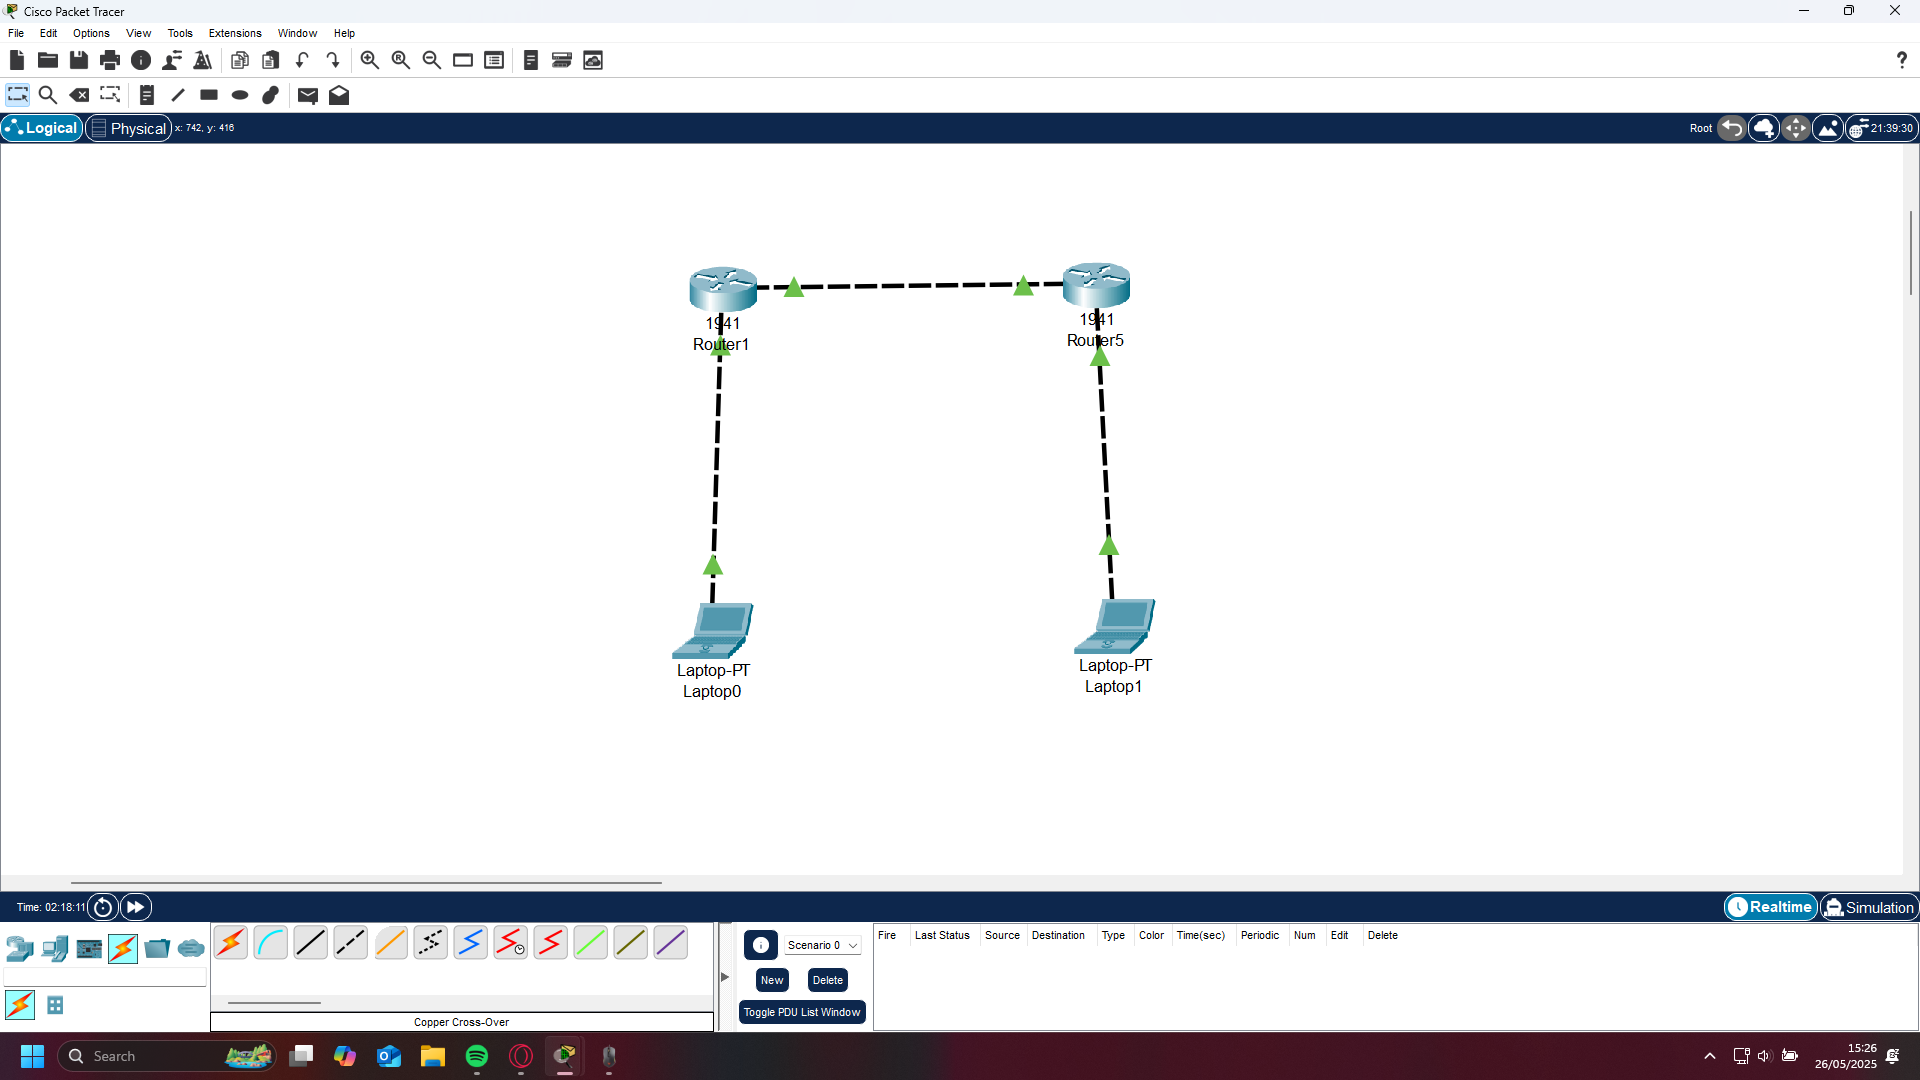 Cisco Packet Tracer
File Edit Options View Tools Extensions Window Help
?
Logical Physical x: 742, y: 416 Root 21:39:30
1941
Router1
1941
Router5
Laptop-PT
Laptop0
Laptop-PT
Laptop1
Time: 02:18:11 Realtime Simulation
Scenario 0
New Delete
Toggle PDU List Window
Fire Last Status Source Destination Type Color Time(sec) Periodic Num Edit Delete
Copper Cross-Over
Search
15:26
26/05/2025